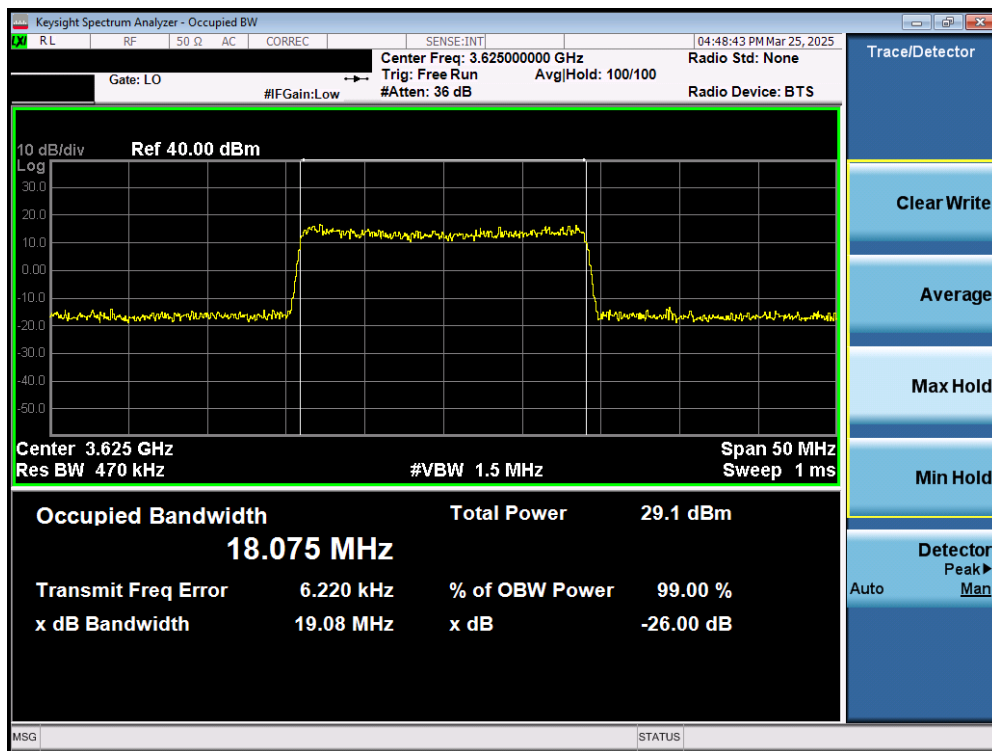 Keysight Spectrum Analyzer - Occupied BW
LXI RL RF 50 Ω AC CORREC SENSE:INT 04:48:43 PM Mar 25, 2025
Center Freq: 3.625000000 GHz Radio Std: None
Gate: LO Trig: Free Run Avg|Hold: 100/100
#IFGain:Low #Atten: 36 dB Radio Device: BTS
Trace/Detector
10 dB/div Ref 40.00 dBm
Log
30.0
20.0
10.0
0.00
-10.0
-20.0
-30.0
-40.0
-50.0
Center 3.625 GHz Span 50 MHz
Res BW 470 kHz #VBW 1.5 MHz Sweep 1 ms
Occupied Bandwidth Total Power 29.1 dBm
18.075 MHz
Transmit Freq Error 6.220 kHz % of OBW Power 99.00 %
x dB Bandwidth 19.08 MHz x dB -26.00 dB
Clear Write
Average
Max Hold
Min Hold
Detector
Peak▶
Auto Man
MSG STATUS